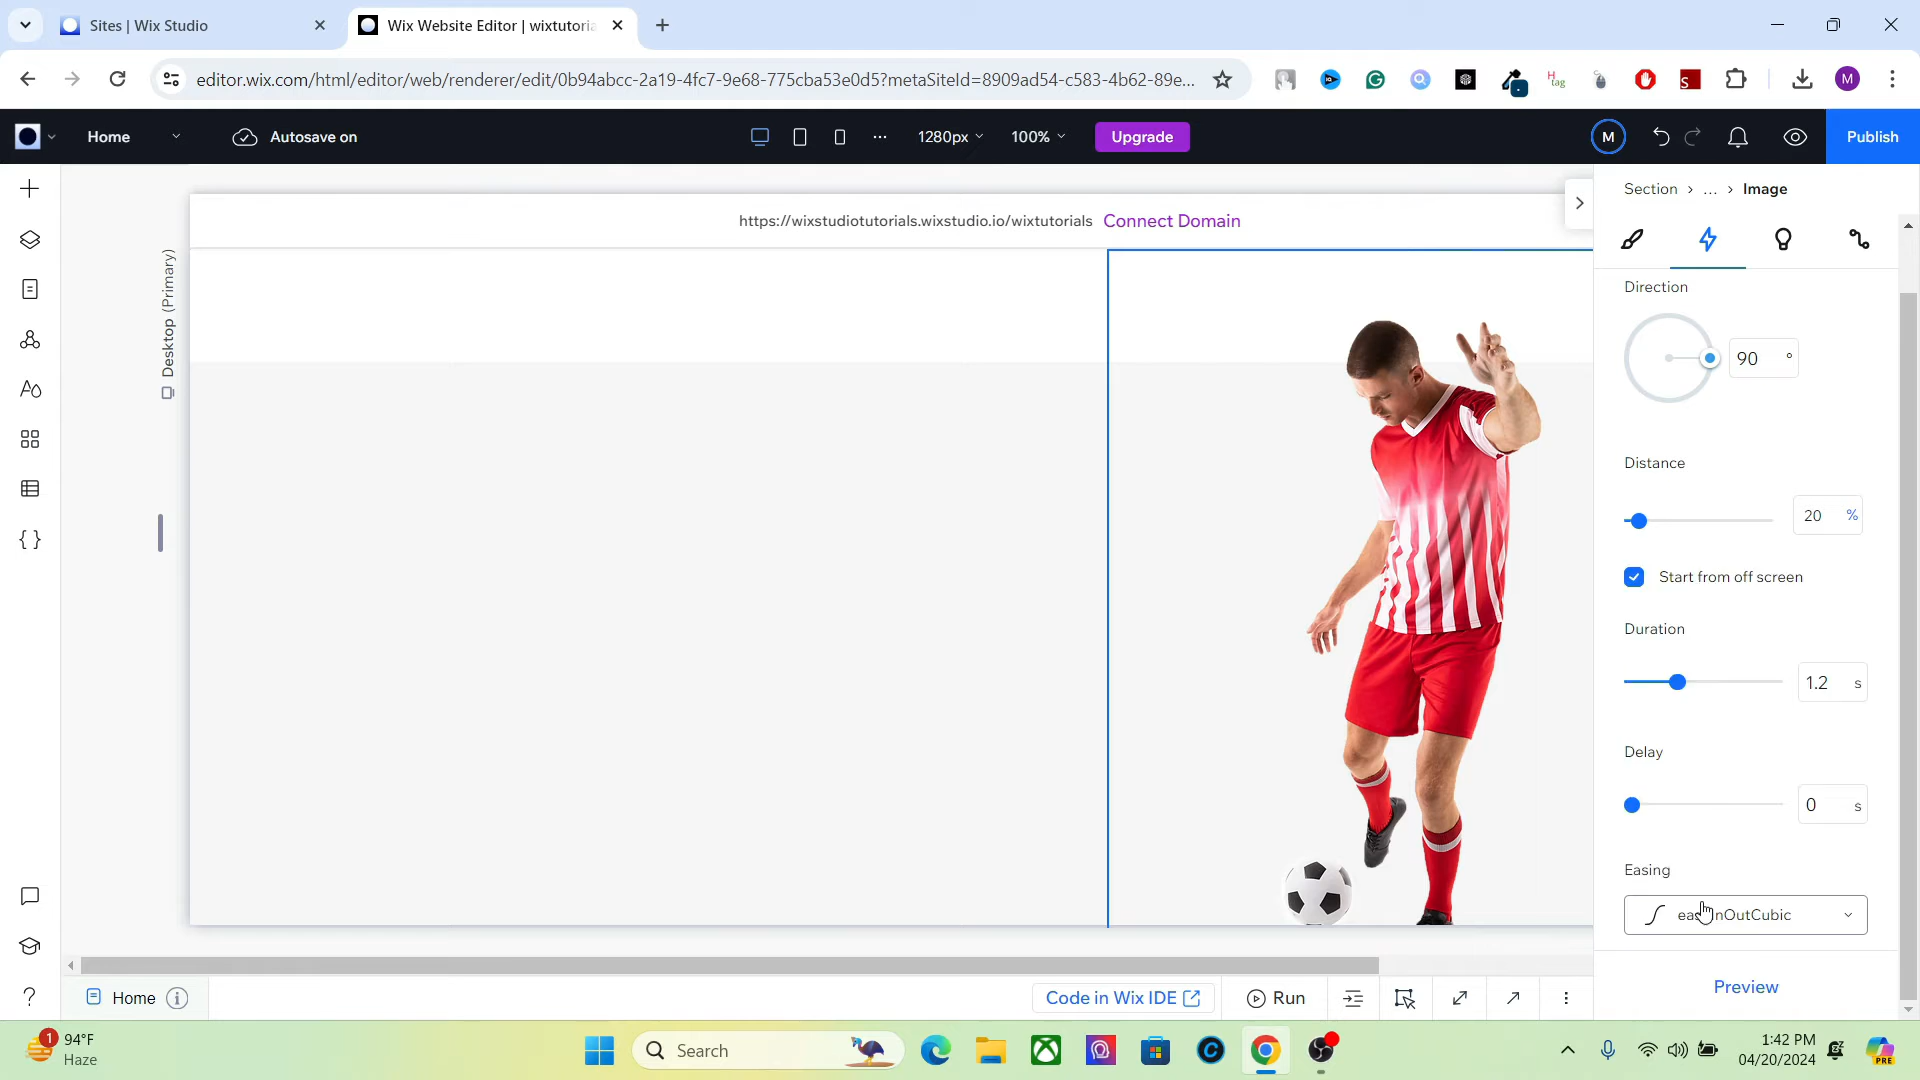 Sites | Wix Studio
Wix Website Editor | wixtutoria
editor.wix.com/html/editor/web/renderer/edit/0b94abcc-2a19-4fc7-9e68-775cba53e0d5?metaSiteId=8909ad54-c583-4b62-89e...
Hag
S
M
Home
Autosave on
1280px
100%
Upgrade
M
Publish
https://wixstudiotutorials.wixstudio.io/wixtutorials Connect Domain
Desktop (Primary)
Section > ... > Image
Direction
90 °
Distance
20 %
Start from off screen
Duration
1.2 s
Delay
0 s
Easing
Preview
Home
Code in Wix IDE
Run
1
94°F
Haze
Search
1:42 PM
04/20/2024
PRE